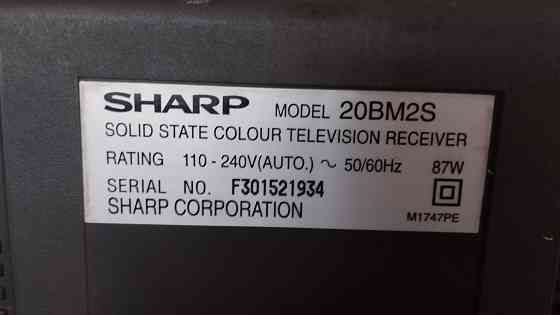 SHARP MODEL 20BM2S
SOLID STATE COLOUR TELEVISION RECEIVER
RATING 110 - 240V(AUTO.) ~ 50/60Hz 87W
SERIAL NO. F301521934
SHARP CORPORATION
M1747PE